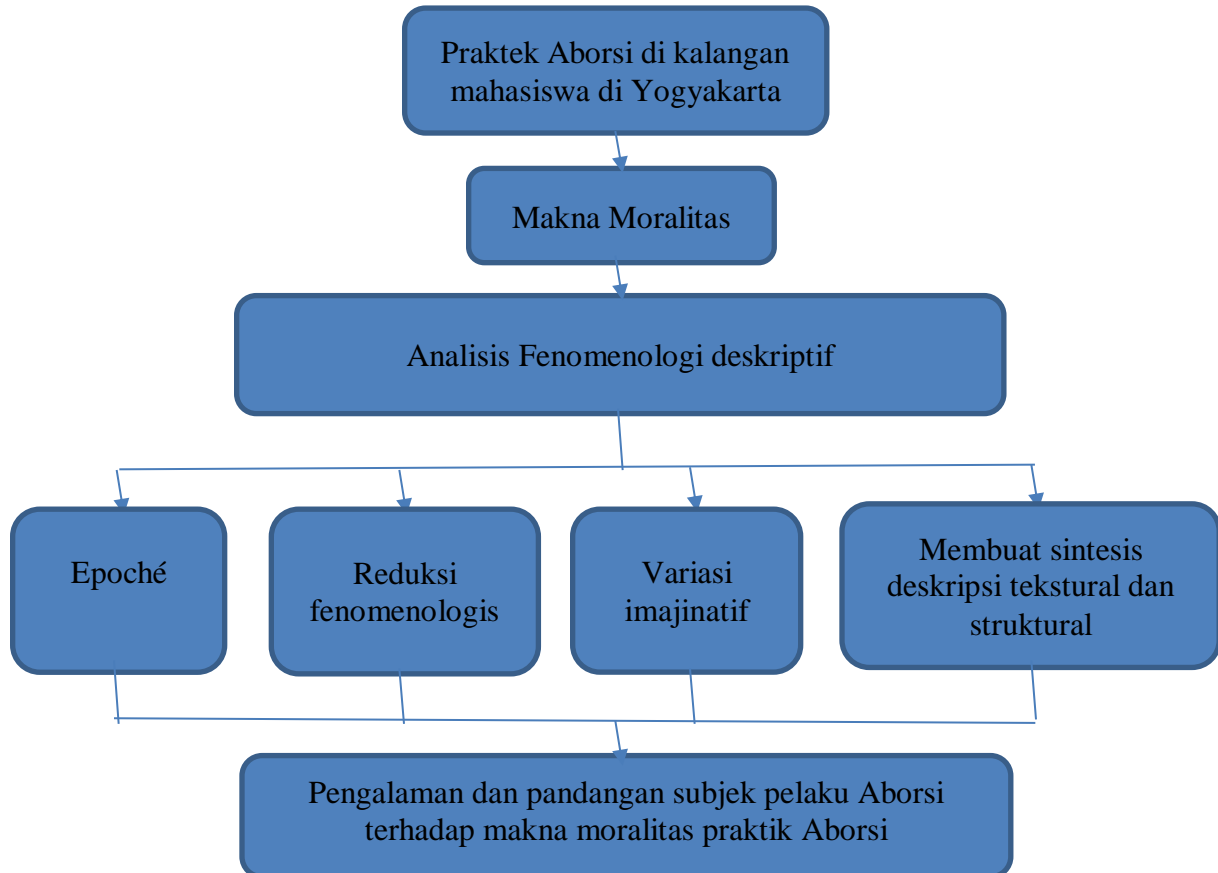 Praktek Aborsi di kalangan
mahasiswa di Yogyakarta
Makna Moralitas
Analisis Fenomenologi deskriptif
Epoché
Reduksi
fenomenologis
Variasi
imajinatif
Membuat sintesis
deskripsi tekstural dan
struktural
Pengalaman dan pandangan subjek pelaku Aborsi
terhadap makna moralitas praktik Aborsi